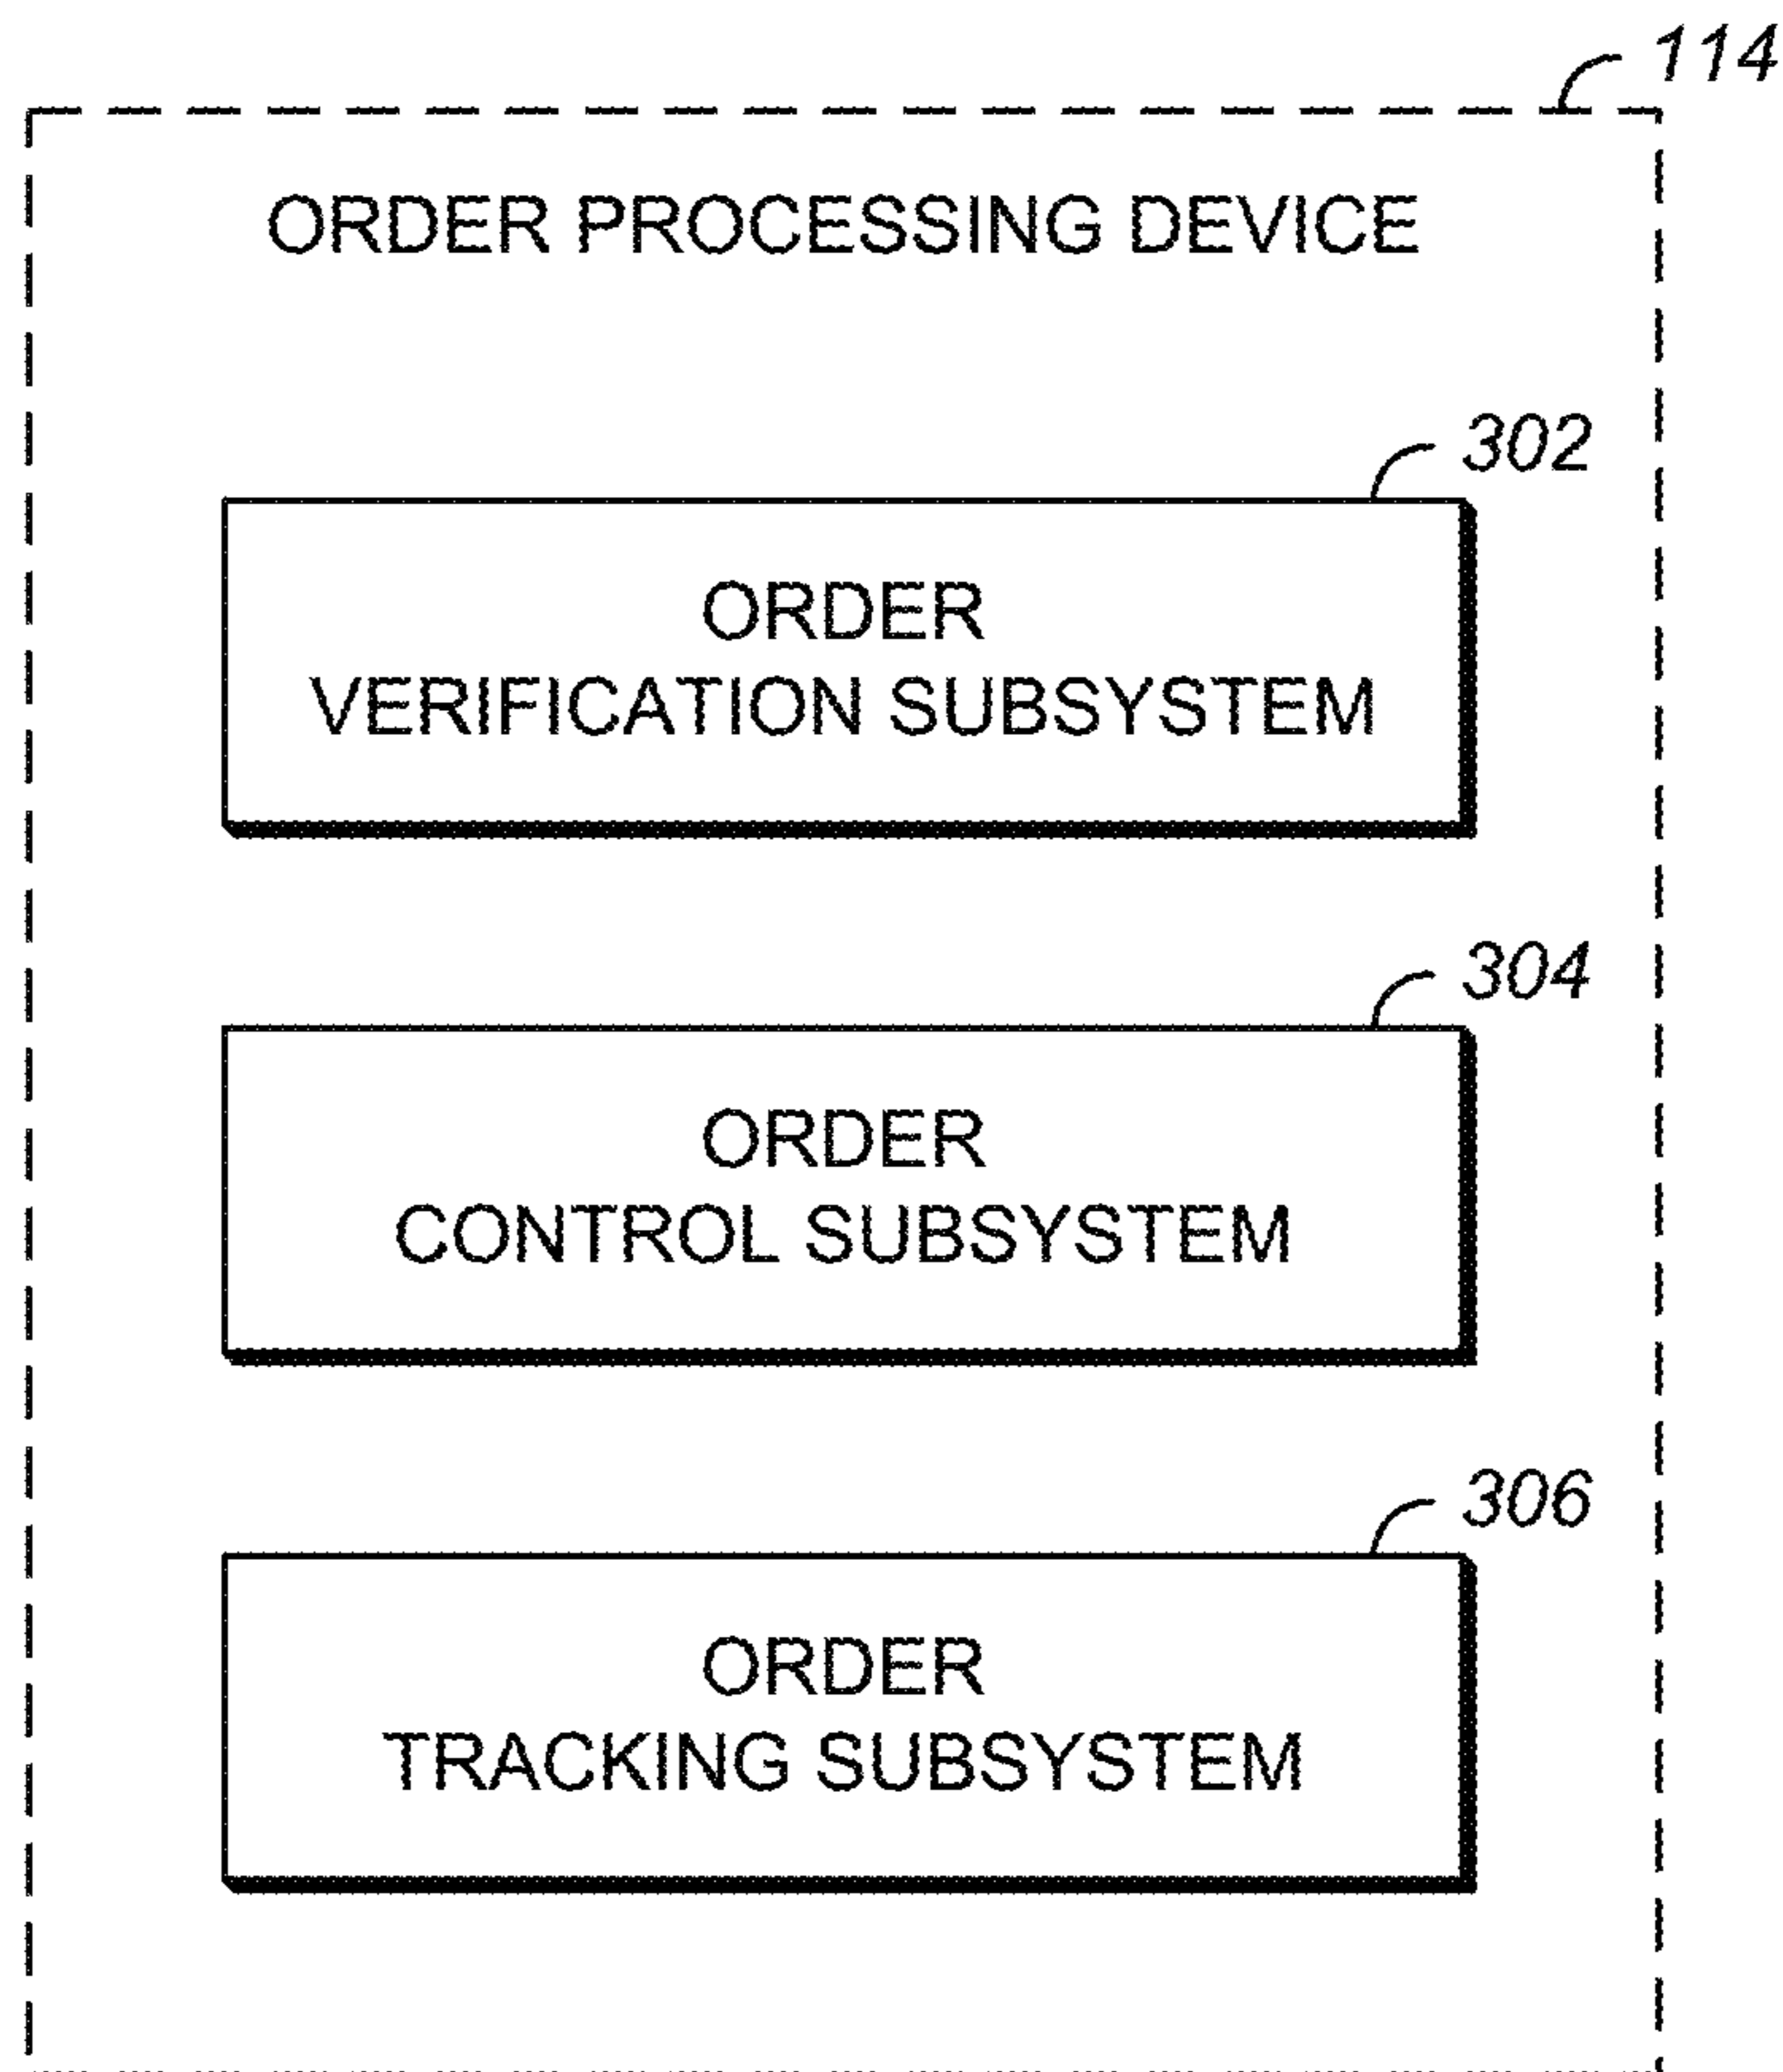 114
ORDER PROCESSING DEVICE
302
ORDER
VERIFICATION SUBSYSTEM
304
ORDER
CONTROL SUBSYSTEM
306
ORDER
TRACKING SUBSYSTEM